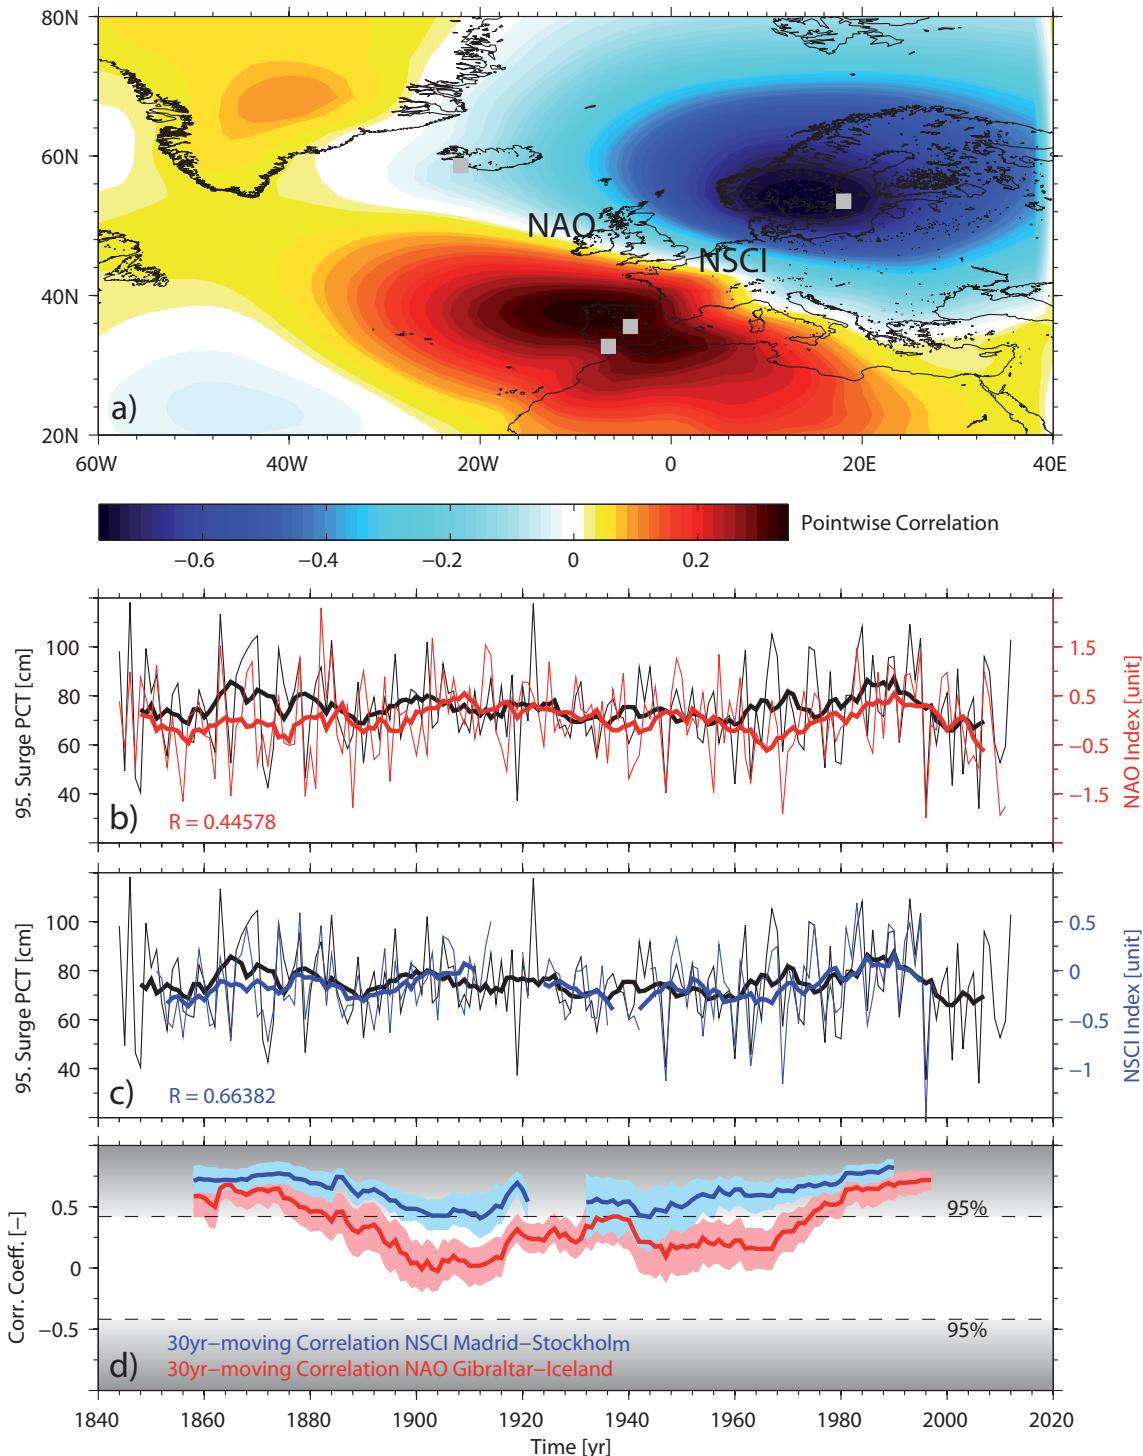 80N
60N
40N
20N
NAO
NSCI
a)
60W
40W
20W
0
20E
40E
−0.6
−0.4
−0.2
0
0.2
Pointwise Correlation
95. Surge PCT [cm]
100
80
60
40
b)
R = 0.44578
1.5
0.5
−0.5
−1.5
NAO Index [unit]
95. Surge PCT [cm]
100
80
60
40
c)
R = 0.66382
0.5
0
−0.5
−1
NSCI Index [unit]
Corr. Coeff. [−]
0.5
0
−0.5
95%
95%
d)
30yr−moving Correlation NSCI Madrid−Stockholm
30yr−moving Correlation NAO Gibraltar−Iceland
1840
1860
1880
1900
1920
1940
1960
1980
2000
2020
Time [yr]